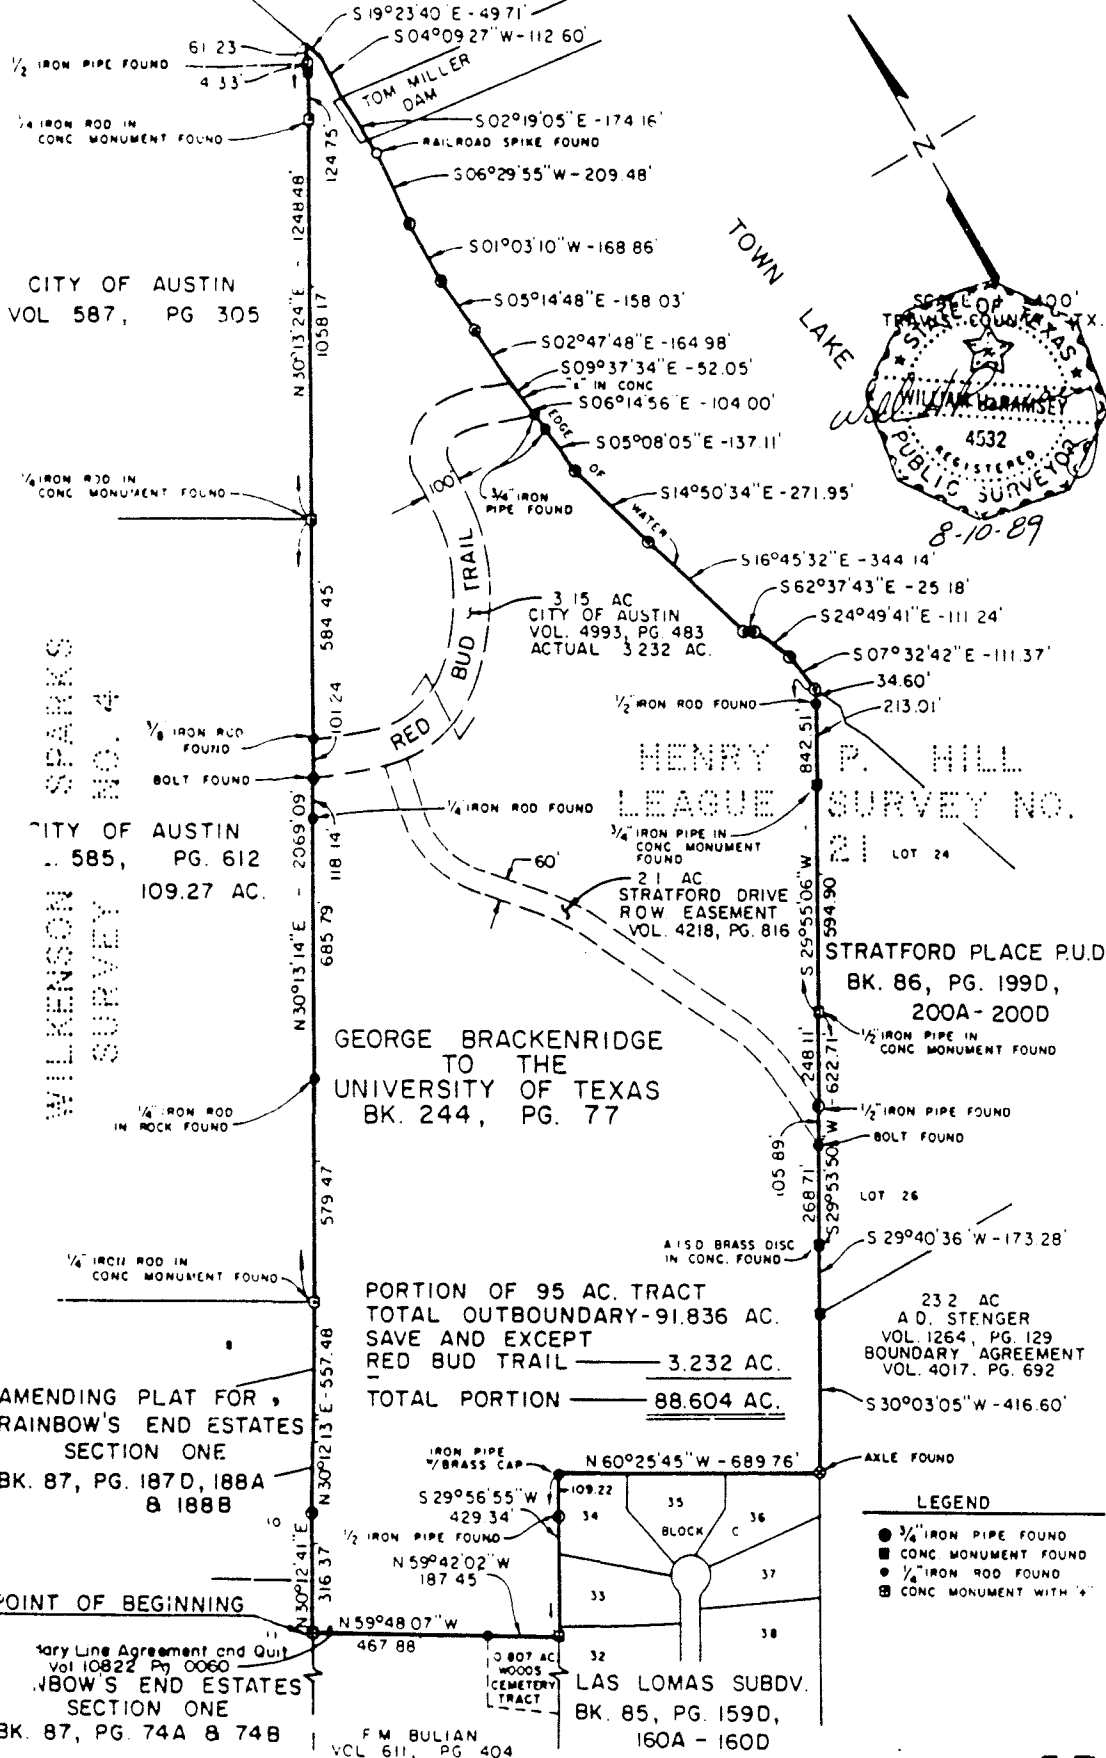 S 19°23'40"E - 49.71'
S 04°09'27"W - 112.60'
61.23
1/2" IRON PIPE FOUND
4.33'
TOM MILLER
DAM
IRON ROD IN
CONC MONUMENT FOUND
124.75'
S 02°19'05"E - 174.16'
RAILROAD SPIKE FOUND
S 06°29'55"W - 209.48'
N 30°13'24"E - 1248.48'
1058.17
S 01°03'10"W - 168.86'
S 05°14'48"E - 158.03'
S 02°47'48"E - 164.98'
S 09°37'34"E - 52.05'
IN CONC
S 06°14'56"E - 104.00'
S 05°08'05"E - 137.11'
S 14°50'34"E - 271.95'
S 16°45'32"E - 344.14'
S 62°37'43"E - 25.18'
S 24°49'41"E - 111.24'
S 07°32'42"E - 111.37'
34.60'
213.01'
EDGE
OF
WATER
N
TOWN
LAKE
TRAVIS COUNTY, TX.
STATE OF TEXAS
WILLIAM H. RAMSEY
4532
REGISTERED
PUBLIC SURVEYOR
8-10-89
CITY OF AUSTIN
VOL 587, PG 305
IRON ROD IN
CONC MONUMENT FOUND
100'
3/4" IRON
PIPE FOUND
RED BUD TRAIL
3.15 AC
CITY OF AUSTIN
VOL. 4993, PG. 483
ACTUAL 3.232 AC.
584.45'
101.24
IRON ROD
FOUND
BOLT FOUND
1/4" IRON ROD FOUND
2069.09'
118.14'
685.79'
N 30°13'14"E
1/2" IRON ROD FOUND
842.51'
HENRY P. HILL
LEAGUE SURVEY NO.
21
LOT 24
3/4" IRON PIPE IN
CONC MONUMENT
FOUND
WILKENSON SPARKS
SURVEY NO. 4
CITY OF AUSTIN
585, PG. 612
109.27 AC.
60'
2.1 AC
STRATFORD DRIVE
R.O.W. EASEMENT
VOL. 4218, PG. 816
S 29°55'06"W
594.90
STRATFORD PLACE P.U.D
BK. 86, PG. 199D,
200A - 200D
1/2" IRON PIPE IN
CONC MONUMENT FOUND
248.11'
622.71'
1/2" IRON PIPE FOUND
BOLT FOUND
105.89'
268.71'
S 29°53'50"W
LOT 26
GEORGE BRACKENRIDGE
TO THE
UNIVERSITY OF TEXAS
BK. 244, PG. 77
1/4" IRON ROD
IN ROCK FOUND
579.47'
1/4" IRON ROD IN
CONC MONUMENT FOUND
A.I.S.D. BRASS DISC
IN CONC. FOUND
S 29°40'36"W - 173.28'
PORTION OF 95 AC. TRACT
TOTAL OUTBOUNDARY - 91.836 AC.
SAVE AND EXCEPT
RED BUD TRAIL 3.232 AC.
TOTAL PORTION 88.604 AC.
23.2 AC
A.D. STENGER
VOL. 1264, PG. 129
BOUNDARY AGREEMENT
VOL. 4017, PG. 692
S 30°03'05"W - 416.60'
AMENDING PLAT FOR
RAINBOW'S END ESTATES
SECTION ONE
BK. 87, PG. 187D, 188A
& 188B
N 30°12'13"E - 557.48
IRON PIPE
W/BRASS CAP
N 60°25'45"W - 689.76'
AXLE FOUND
S 29°56'55"W
429.34'
109.22
1/2" IRON PIPE FOUND
N 59°42'02"W
187.45
34
35
BLOCK C
36
37
33
38
32
10
N 30°12'41"E
316.37
LEGEND
3/4" IRON PIPE FOUND
CONC. MONUMENT FOUND
1/4" IRON ROD FOUND
CONC MONUMENT WITH "+"
POINT OF BEGINNING
N 59°48'07"W
467.88
11
dary Line Agreement and Quit
Vol 10822 Pg 0060
NBOW'S END ESTATES
SECTION ONE
BK. 87, PG. 74A & 74B
0.807 AC
WOODS
CEMETERY
TRACT
LAS LOMAS SUBDV.
BK. 85, PG. 159D,
160A - 160D
F M BULIAN
VOL 611, PG 404